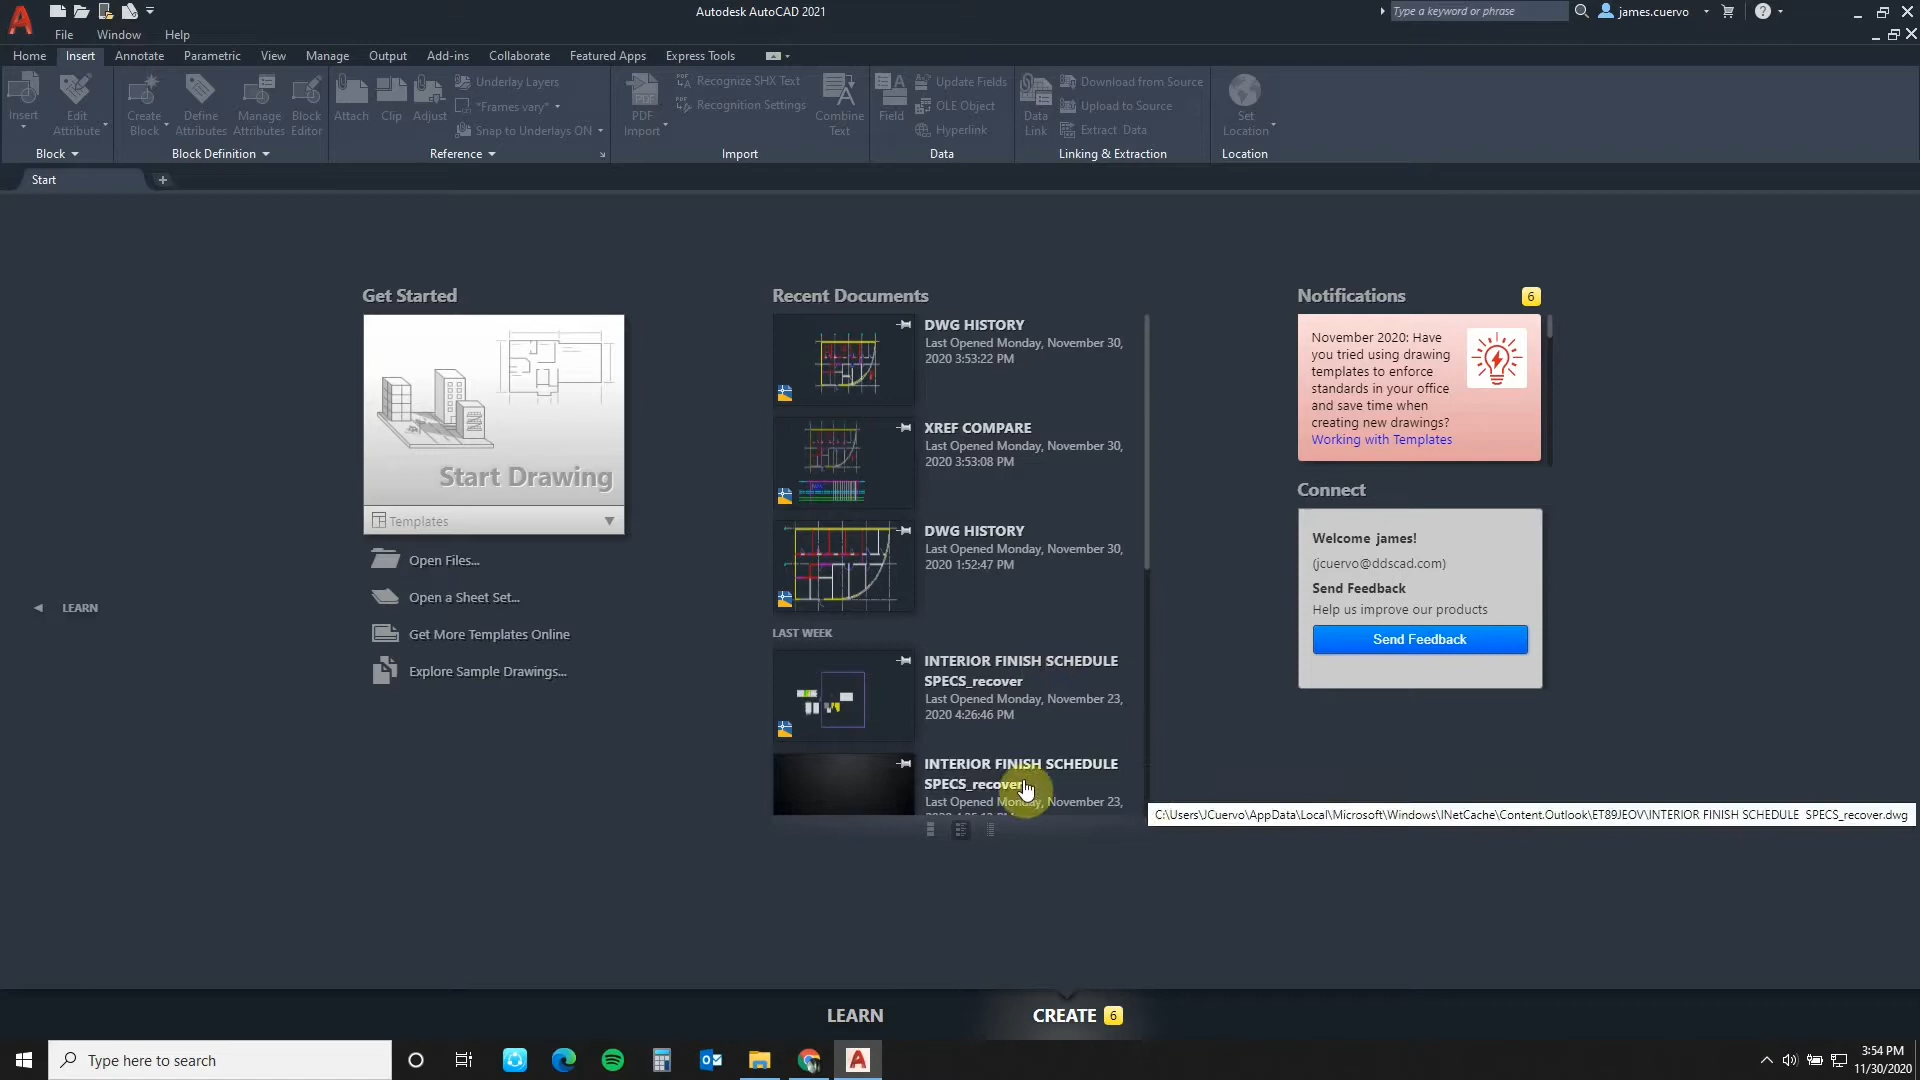 Autodesk AutoCAD 2021
Type a keyword or phrase
james.cuervo
File Window Help
Home Insert Annotate Parametric View Manage Output Add-ins Collaborate Featured Apps Express Tools
Insert
Edit Attribute
Create Block
Define Attributes
Manage Attributes
Block Editor
Attach
Clip
Adjust
Underlay Layers
*Frames vary*
Snap to Underlays ON
PDF Import
Recognize SHX Text
Recognition Settings
Combine Text
Field
Update Fields
OLE Object
Hyperlink
Data Link
Download from Source
Upload to Source
Extract Data
Set Location
Block
Block Definition
Reference
Import
Data
Linking & Extraction
Location
Start
LEARN
Get Started
Start Drawing
Templates
Open Files...
Open a Sheet Set...
Get More Templates Online
Explore Sample Drawings...
Recent Documents
DWG HISTORY
Last Opened Monday, November 30,
2020 3:53:22 PM
XREF COMPARE
Last Opened Monday, November 30,
2020 3:53:08 PM
DWG HISTORY
Last Opened Monday, November 30,
2020 1:52:47 PM
LAST WEEK
INTERIOR FINISH SCHEDULE
SPECS_recover
Last Opened Monday, November 23,
2020 4:26:46 PM
INTERIOR FINISH SCHEDULE
SPECS_recover
Last Opened Monday, November 23,
C:\Users\JCuervo\AppData\Local\Microsoft\Windows\INetCache\Content.Outlook\ET89JEOV\INTERIOR FINISH SCHEDULE  SPECS_recover.dwg
Notifications 6
November 2020: Have
you tried using drawing
templates to enforce
standards in your office
and save time when
creating new drawings?
Working with Templates
Connect
Welcome james!
(jcuervo@ddscad.com)
Send Feedback
Help us improve our products
Send Feedback
LEARN
CREATE 6
Type here to search
3:54 PM
11/30/2020